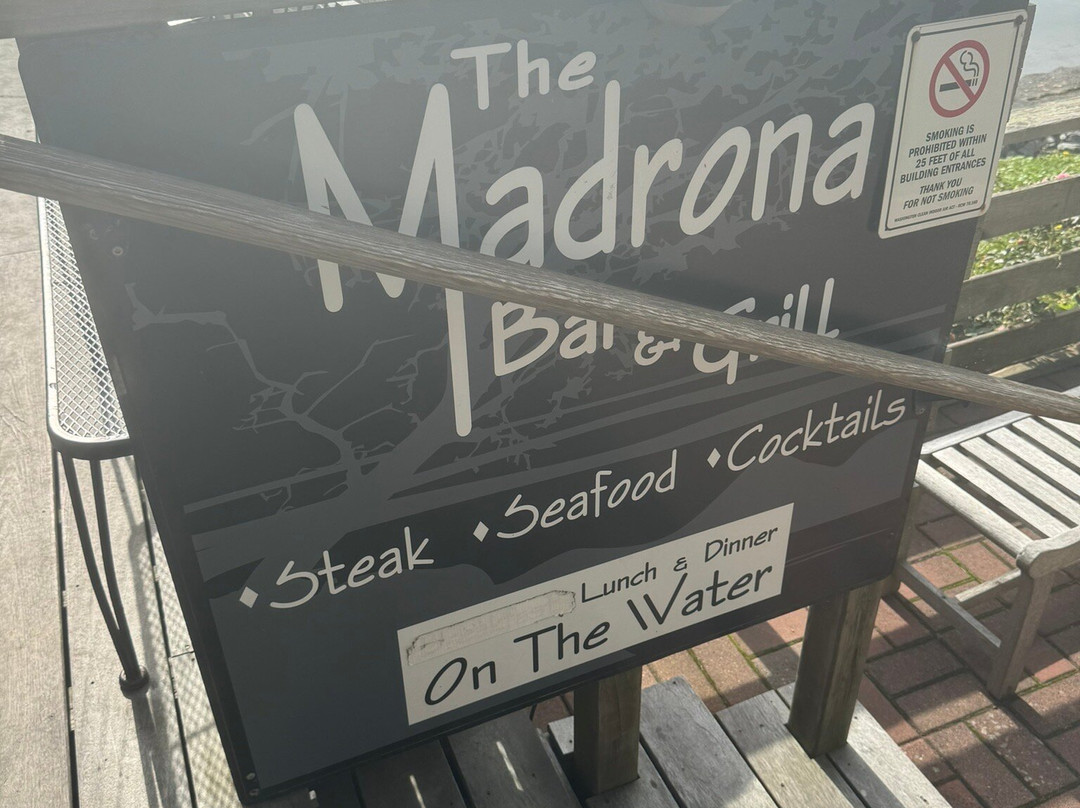 The
Madrona
Bar & Grill
♦Steak ♦Seafood ♦Cocktails
Lunch & Dinner
On The Water
SMOKING IS
PROHIBITED WITHIN
25 FEET OF ALL
BUILDING ENTRANCES
THANK YOU
FOR NOT SMOKING